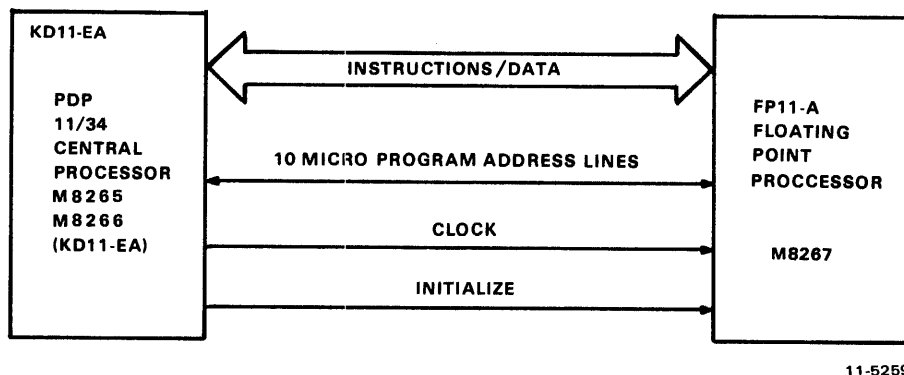 KD11-EA
PDP
11/34
CENTRAL
PROCESSOR
M8265
M8266
(KD11-EA)
INSTRUCTIONS/DATA
10 MICRO PROGRAM ADDRESS LINES
CLOCK
INITIALIZE
FP11-A
FLOATING
POINT
PROCCESSOR
M8267
11-5259